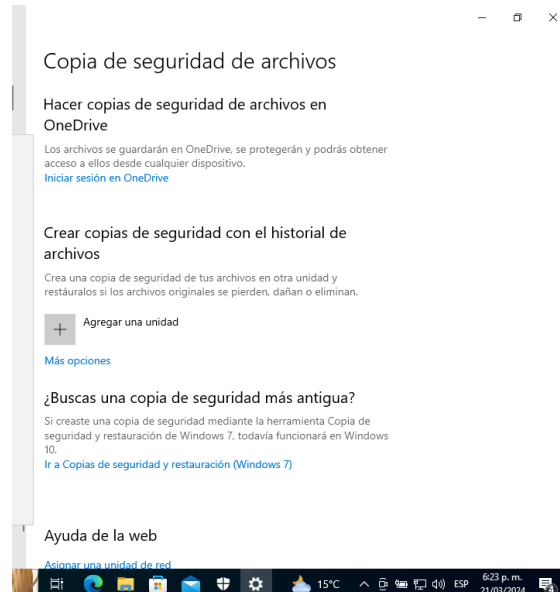 Copia de seguridad de archivos
Hacer copias de seguridad de archivos en
OneDrive
Los archivos se guardarán en OneDrive, se protegerán y podrás obtener
acceso a ellos desde cualquier dispositivo.
Iniciar sesión en OneDrive
Crear copias de seguridad con el historial de
archivos
Crea una copia de seguridad de tus archivos en otra unidad y
restáuralos si los archivos originales se pierden, dañan o eliminan.
Agregar una unidad
Más opciones
¿Buscas una copia de seguridad más antigua?
Si creaste una copia de seguridad mediante la herramienta Copia de
seguridad y restauración de Windows 7, todavía funcionará en Windows
10.
Ir a Copias de seguridad y restauración (Windows 7)
Ayuda de la web
Asignar una unidad de red
15°C ESP 6:23 p. m.
21/03/2024 4